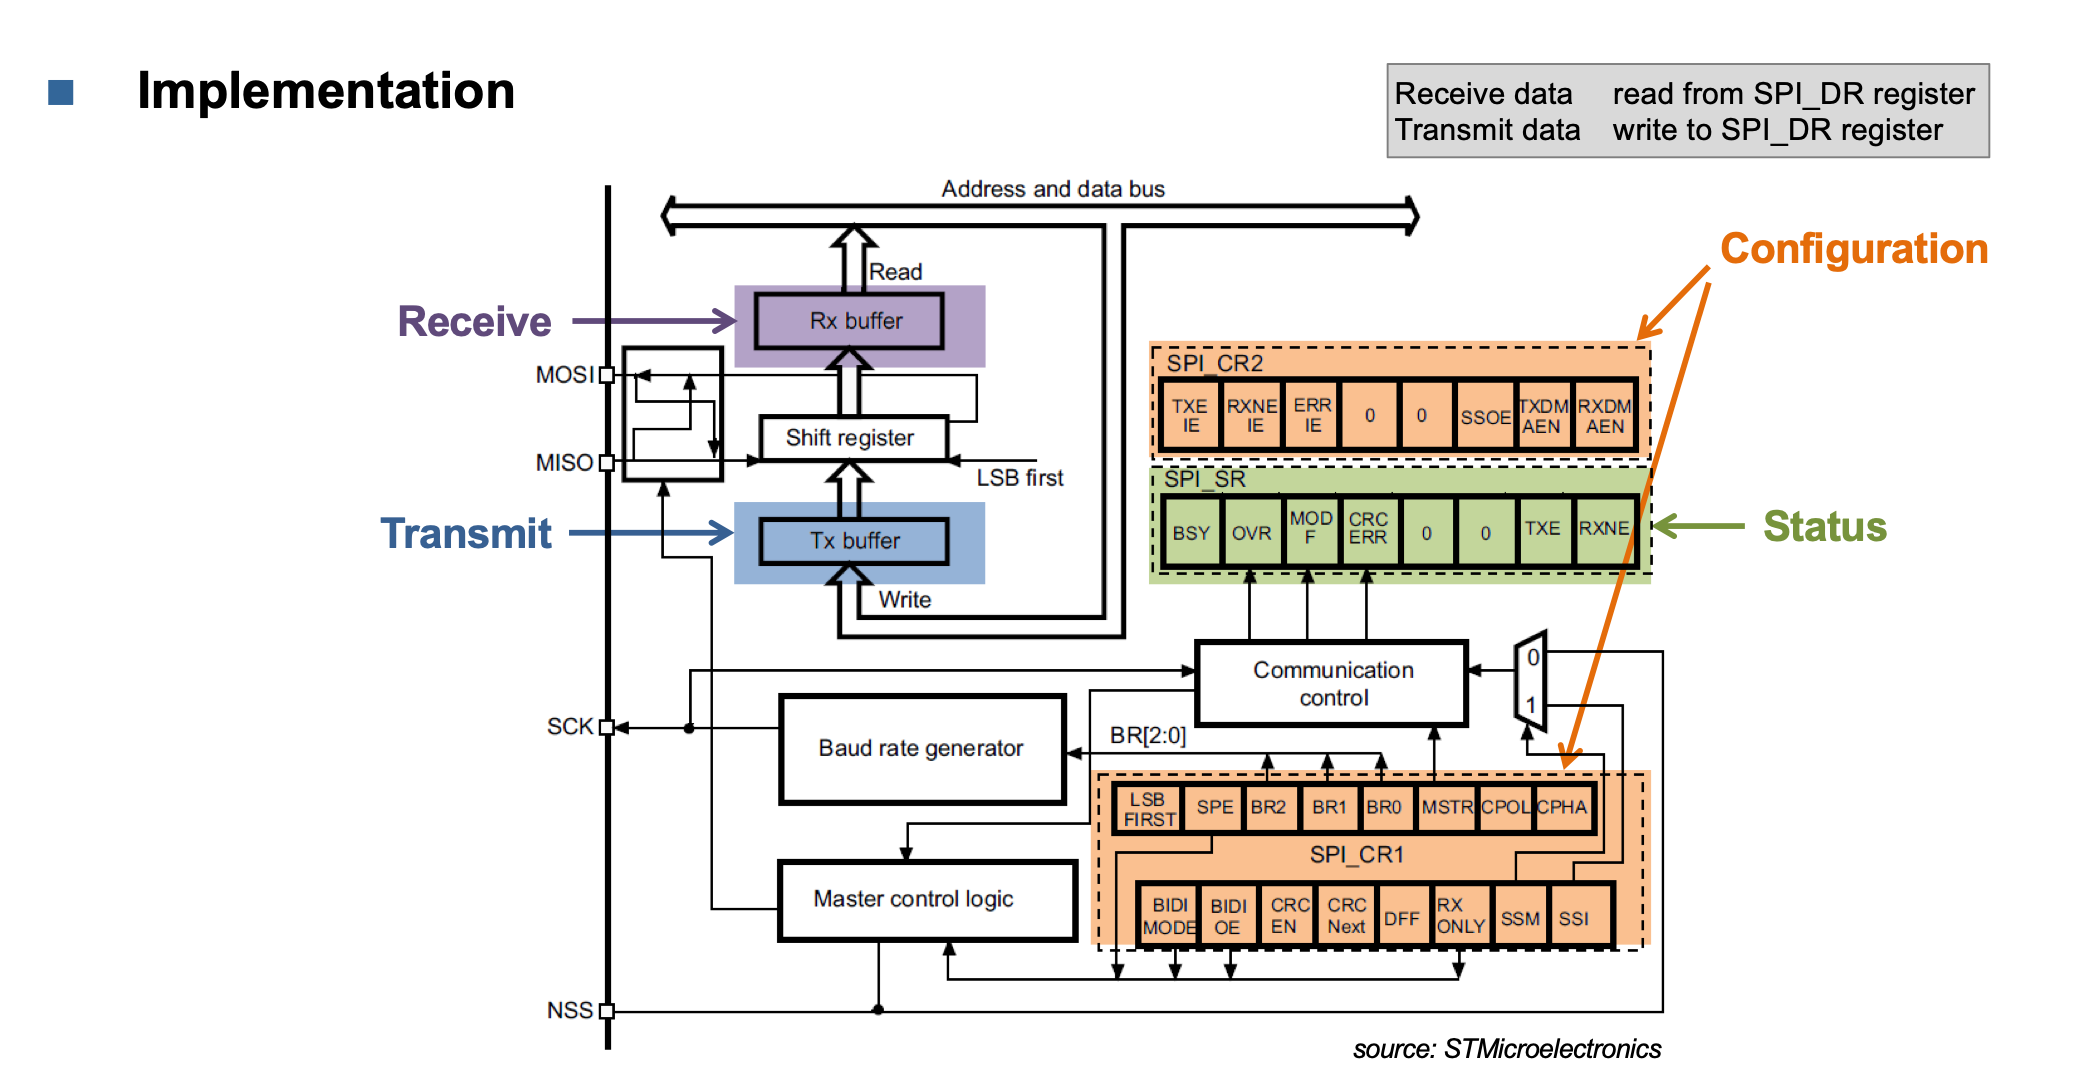 Implementation
Receive data read from SPI_DR register
Transmit data write to SPI_DR register
Address and data bus
Configuration
Read
Receive
Rx buffer
MOSI
SPI_CR2
TXE IE
RXNE IE
ERR IE
0
0
SSOE
TXDM AEN
RXDM AEN
Shift register
MISO
LSB first
SPI_SR
BSY
OVR
MOD F
CRC ERR
0
0
TXE
RXNE
Status
Transmit
Tx buffer
Write
Communication
control
0
1
SCK
Baud rate generator
BR[2:0]
LSB FIRST
SPE
BR2
BR1
BR0
MSTR
CPOL
CPHA
SPI_CR1
Master control logic
BIDI MODE
BIDI OE
CRC EN
CRC Next
DFF
RX ONLY
SSM
SSI
NSS
source: STMicroelectronics